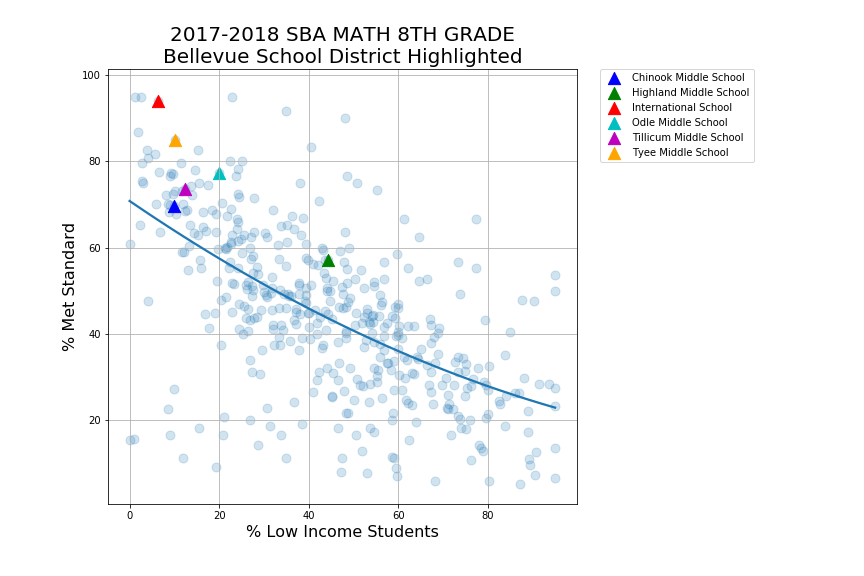 2017-2018 SBA MATH 8TH GRADE
Bellevue School District Highlighted
100
80
60
40
20
% Met Standard
0
20
40
60
80
% Low Income Students
Chinook Middle School
Highland Middle School
International School
Odle Middle School
Tillicum Middle School
Tyee Middle School